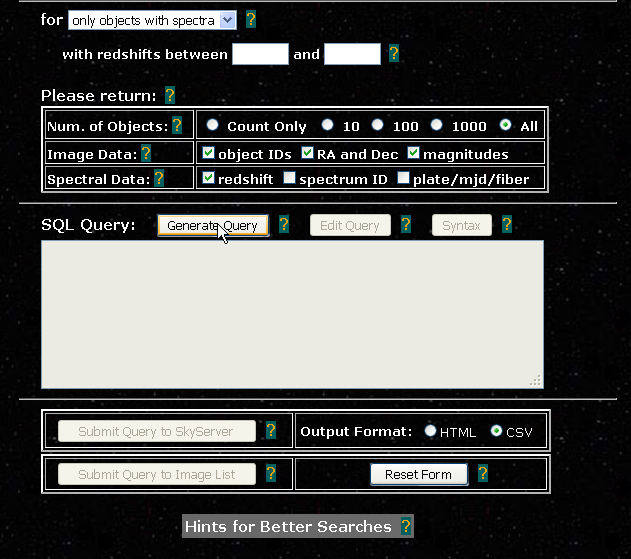 for only objects with spectra ?
with redshifts between and ?
Please return: ?
Num. of Objects: ? Count Only 10 100 1000 All
Image Data: ? object IDs RA and Dec magnitudes
Spectral Data: ? redshift spectrum ID plate/mjd/fiber
SQL Query: Generate Query ? Edit Query ? Syntax ?
Submit Query to SkyServer ? Output Format: HTML CSV
Submit Query to Image List ? Reset Form ?
Hints for Better Searches ?